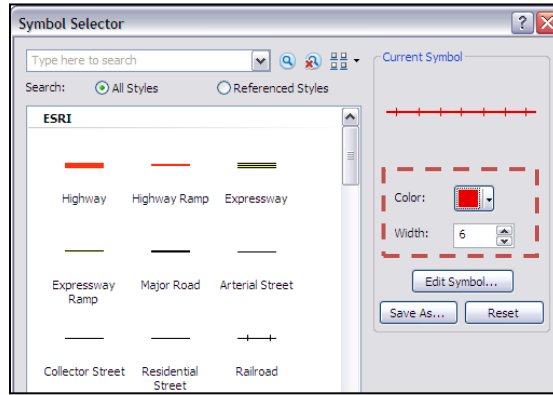 Symbol Selector
Type here to search
Search: All Styles Referenced Styles
ESRI
Highway Highway Ramp Expressway
Expressway Ramp Major Road Arterial Street
Collector Street Residential Street Railroad
Current Symbol
Color:
Width: 6
Edit Symbol...
Save As... Reset